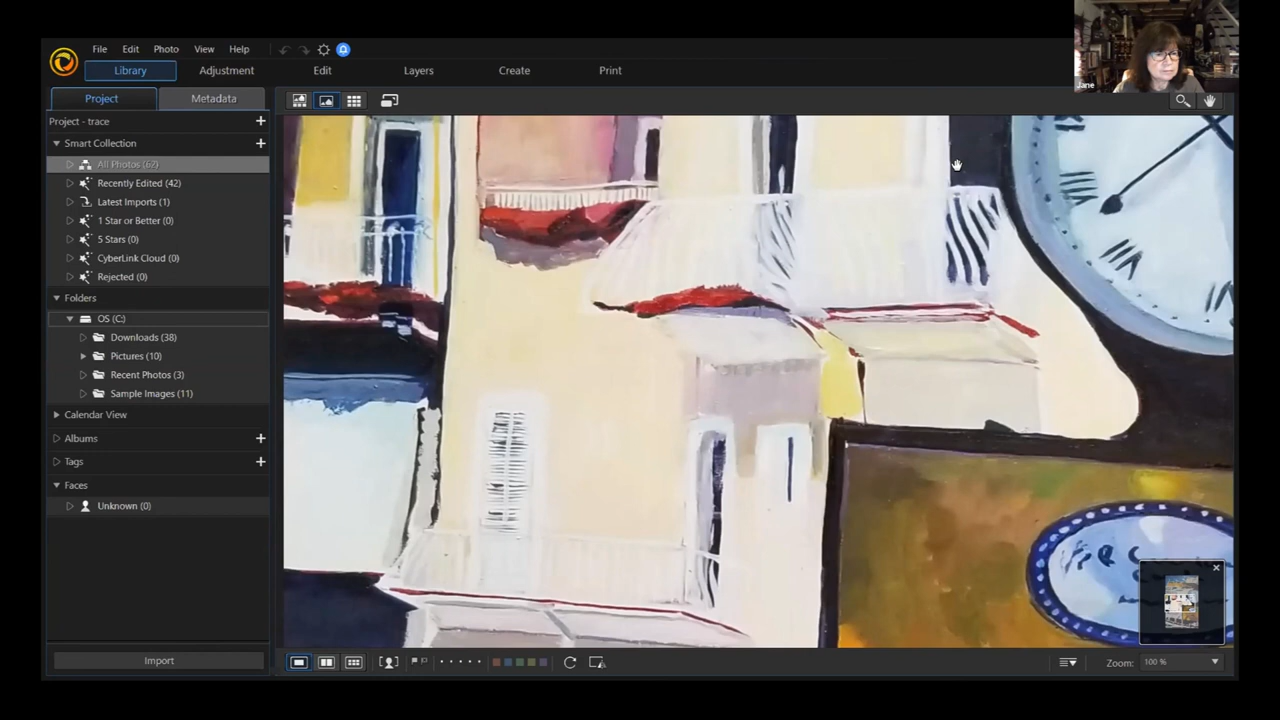 Jane
File Edit Photo View Help
Library Adjustment Edit Layers Create Print
Project Metadata
Project - trace
Smart Collection
All Photos (62)
Recently Edited (42)
Latest Imports (1)
1 Star or Better (0)
5 Stars (0)
CyberLink Cloud (0)
Rejected (0)
Folders
OS (C:)
Downloads (38)
Pictures (10)
Recent Photos (3)
Sample Images (11)
Calendar View
Albums
Tags
Faces
Unknown (0)
Import
Zoom: 100 %